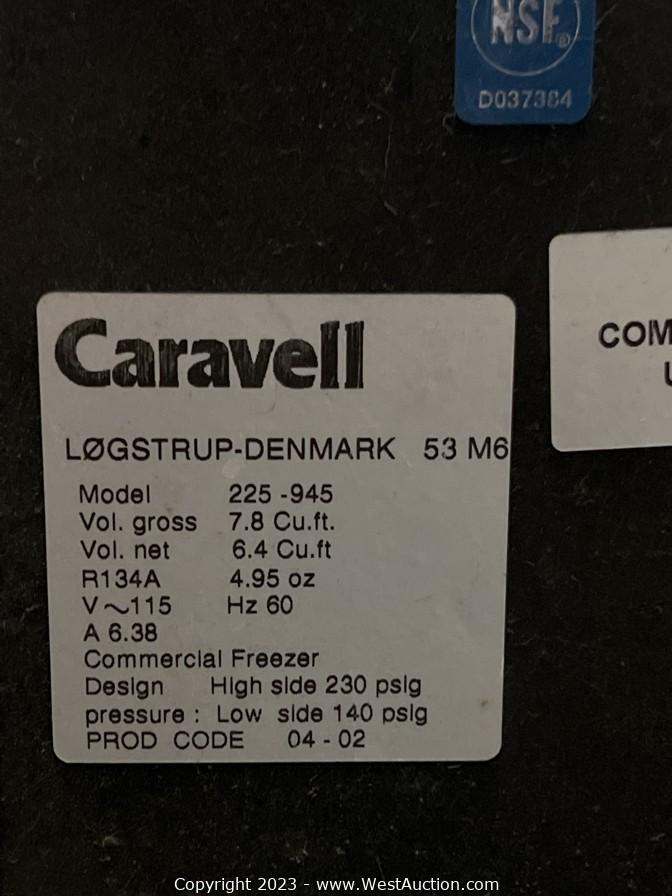 NSF®
D037384
COM
Caravell
LØGSTRUP-DENMARK 53 M6
Model 225 -945
Vol. gross 7.8 Cu.ft.
Vol. net 6.4 Cu.ft
R134A 4.95 oz
V~115 Hz 60
A 6.38
Commercial Freezer
Design High side 230 psig
pressure : Low side 140 psig
PROD CODE 04 - 02
Copyright 2023 - www.WestAuction.com